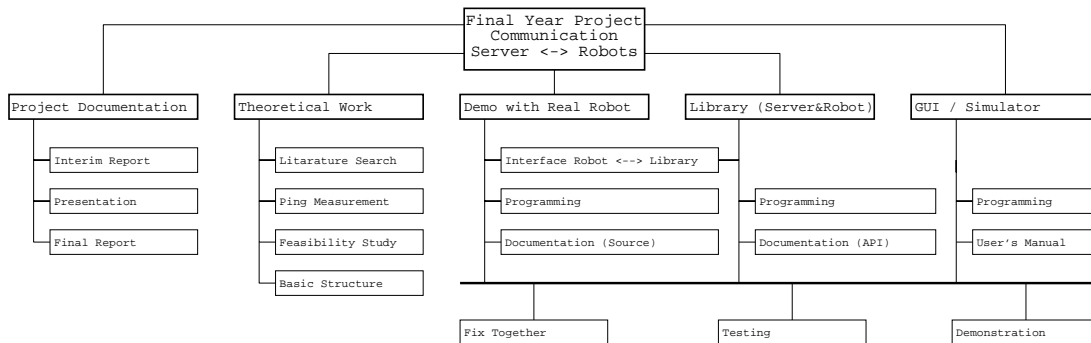 Final Year Project
Communication
Server <-> Robots
Project Documentation
Theoretical Work
Demo with Real Robot
Library (Server&Robot)
GUI / Simulator
Interim Report
Litarature Search
Interface Robot <--> Library
Presentation
Ping Measurement
Programming
Programming
Programming
Final Report
Feasibility Study
Documentation (Source)
Documentation (API)
User's Manual
Basic Structure
Fix Together
Testing
Demonstration